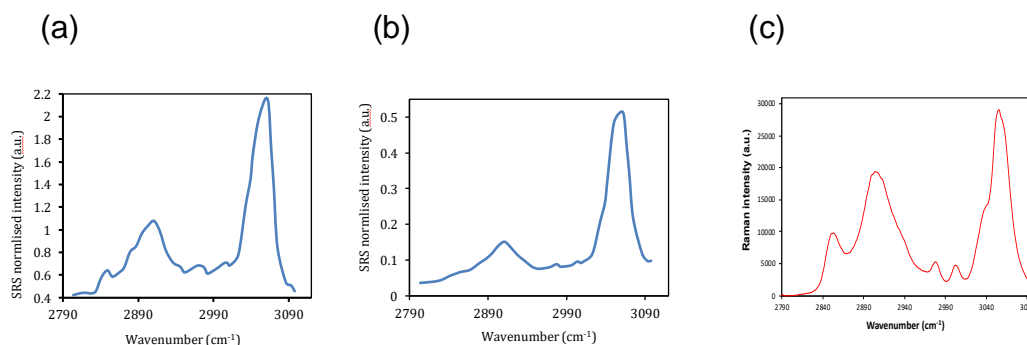 (a)
(b)
(c)
SRS normlised intensity (a.u.)
2.2
2
1.8
1.6
1.4
1.2
1
0.8
0.6
0.4
2790 2890 2990 3090
Wavenumber (cm-1)
SRS normlised intensity (a.u.)
0.5
0.4
0.3
0.2
0.1
0
2790 2890 2990 3090
Wavenumber (cm-1)
Raman intensity (a.u.)
30000
25000
20000
15000
10000
5000
0
2790 2840 2890 2940 2990 3040
Wavenumber (cm-1)